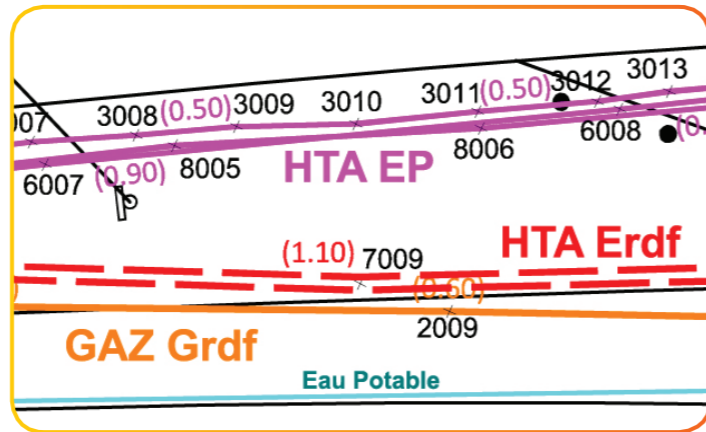 3013
3012
3011 (0.50)
3008 (0.50) 3009 3010
007
6008
6007 (0.90) 8005 HTA EP 8006
HTA Erdf
(1.10) 7009
(0.60)
2009
GAZ Grdf
Eau Potable